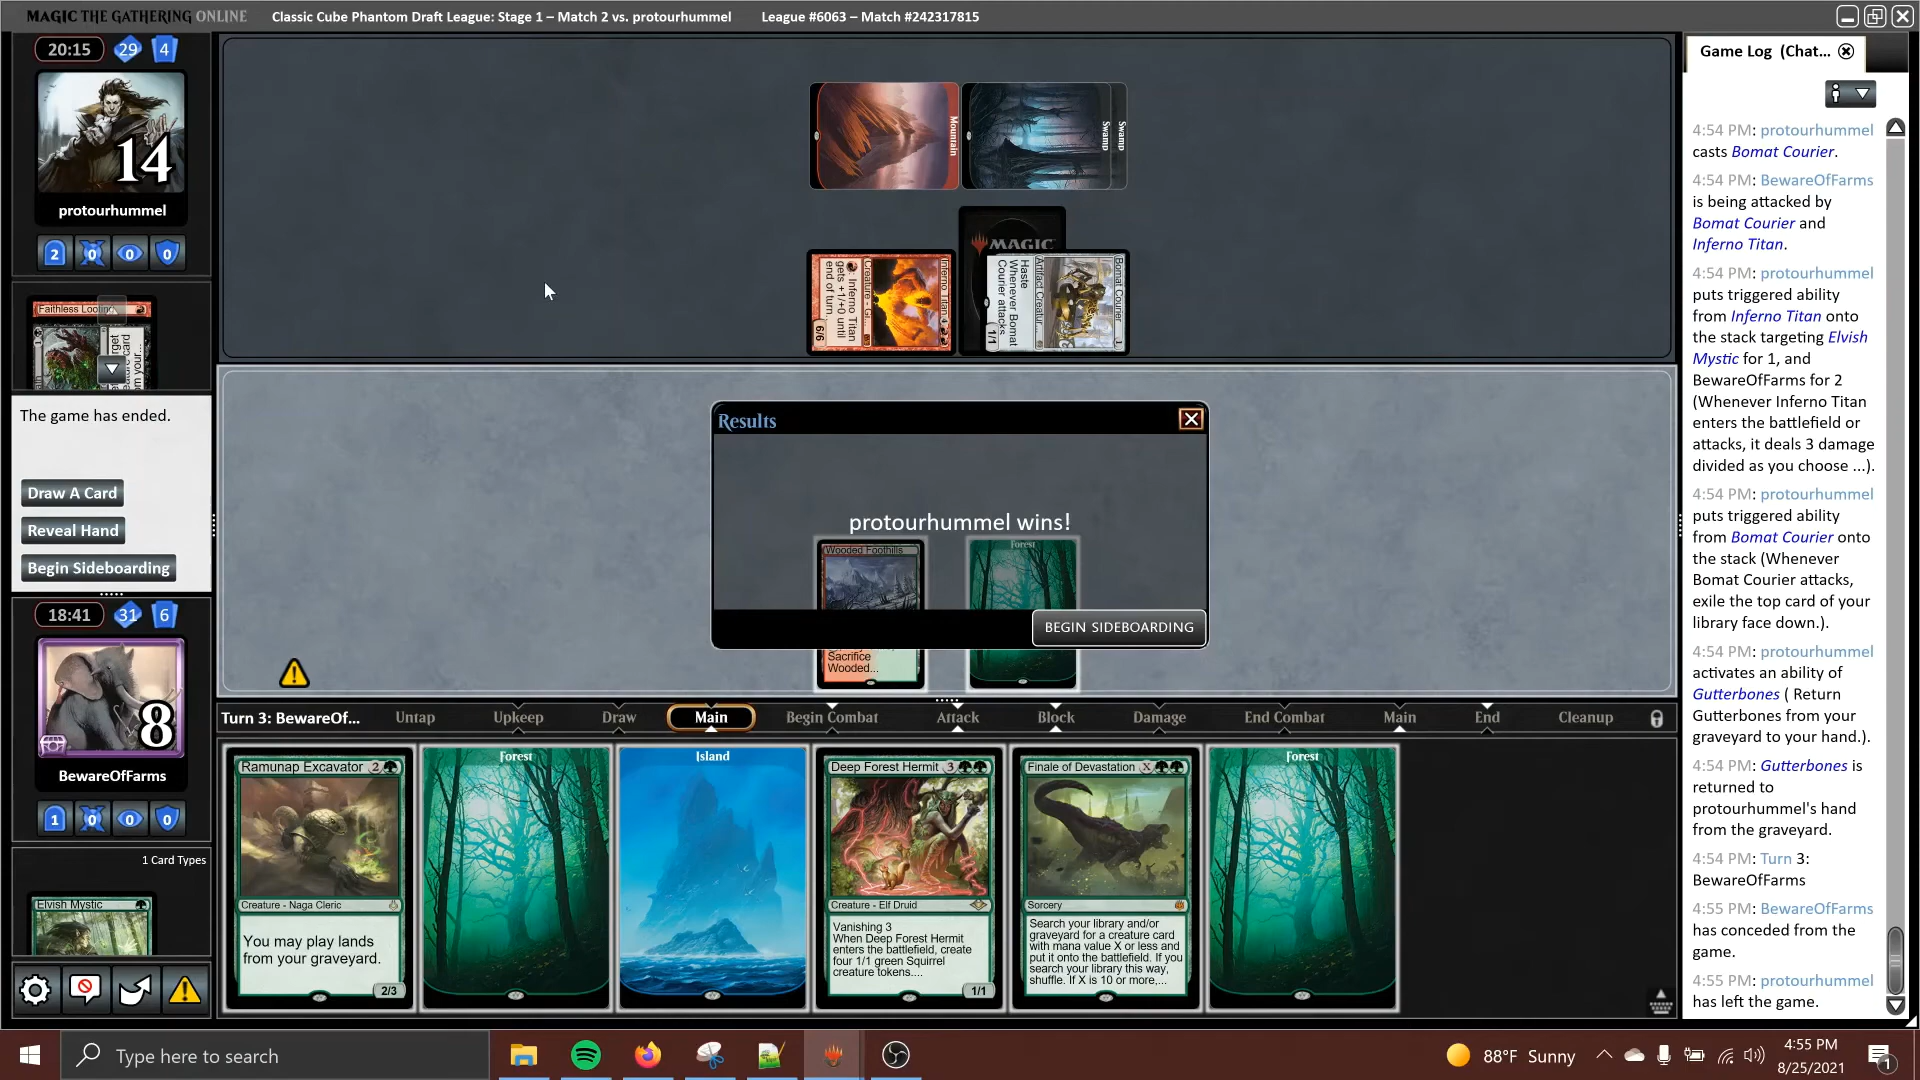 MAGIC THE GATHERING ONLINE
Classic Cube Phantom Draft League: Stage 1 – Match 2 vs. protourhummel
League #6063 – Match #242317815
20:15
29
4
14
protourhummel
2
0
0
0
Faithless
The game has ended.
Draw A Card
Reveal Hand
Begin Sideboarding
18:41
31
6
8
BewareOfFarms
1
0
0
0
1 Card Types
Elvish Mystic
Mountain
Swamp
Swamp
MAGIC
Inferno Titan 4
Creature - Gi...
: Inferno Titan
gets +1/+0 until
end of turn...
6/6
Bomat Courier 1
Artifact Creatur...
Haste
Whenever Bomat
Courier attacks,
1/1
Results
protourhummel wins!
Wooded Foothills
Forest
BEGIN SIDEBOARDING
Sacrifice
Wooded...
Turn 3: BewareOf...
Untap
Upkeep
Draw
Main
Begin Combat
Attack
Block
Damage
End Combat
Main
End
Cleanup
Ramunap Excavator 2
Creature - Naga Cleric
You may play lands
from your graveyard.
2/3
Forest
Island
Deep Forest Hermit 3
Creature - Elf Druid
Vanishing 3
When Deep Forest Hermit
enters the battlefield, create
four 1/1 green Squirrel
creature tokens....
1/1
Finale of Devastation X
Sorcery
Search your library and/or
graveyard for a creature card
with mana value X or less and
put it onto the battlefield. If you
search your library this way,
shuffle. If X is 10 or more,...
Forest
Game Log (Chat...
4:54 PM: protourhummel
casts Bomat Courier.
4:54 PM: BewareOfFarms
is being attacked by
Bomat Courier and
Inferno Titan.
4:54 PM: protourhummel
puts triggered ability
from Inferno Titan onto
the stack targeting Elvish
Mystic for 1, and
BewareOfFarms for 2
(Whenever Inferno Titan
enters the battlefield or
attacks, it deals 3 damage
divided as you choose ...).
4:54 PM: protourhummel
puts triggered ability
from Bomat Courier onto
the stack (Whenever
Bomat Courier attacks,
exile the top card of your
library face down.).
4:54 PM: protourhummel
activates an ability of
Gutterbones ( Return
Gutterbones from your
graveyard to your hand.).
4:54 PM: Gutterbones is
returned to
protourhummel's hand
from the graveyard.
4:54 PM: Turn 3:
BewareOfFarms
4:55 PM: BewareOfFarms
has conceded from the
game.
4:55 PM: protourhummel
has left the game.
Type here to search
88°F Sunny
4:55 PM
8/25/2021
1